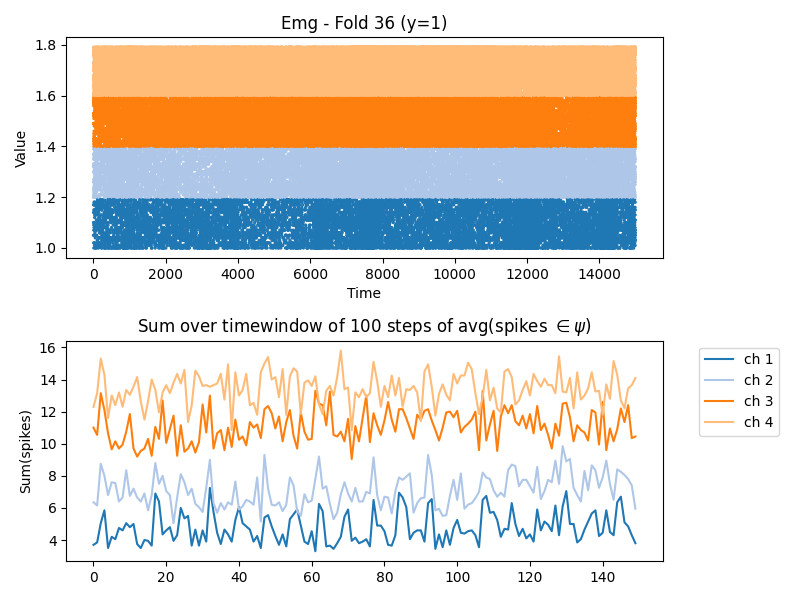 Emg - Fold 36 (y=1)
1.8
1.6
1.4
1.2
1.0
Value
0 2000 4000 6000 8000 10000 12000 14000
Time
Sum over timewindow of 100 steps of avg(spikes ∈ ψ)
16
14
12
10
8
6
4
Sum(spikes)
0 20 40 60 80 100 120 140
ch 1
ch 2
ch 3
ch 4